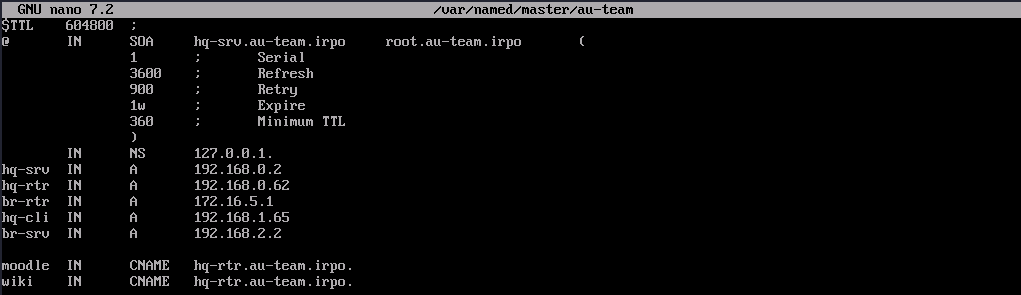 GNU nano 7.2 /var/named/master/au-team
$TTL 604800 ;
@ IN SOA hq-srv.au-team.irpo root.au-team.irpo (
1 ; Serial
3600 ; Refresh
900 ; Retry
1w ; Expire
360 ; Minimum TTL
)
IN NS 127.0.0.1.
hq-srv IN A 192.168.0.2
hq-rtr IN A 192.168.0.62
br-rtr IN A 172.16.5.1
hq-cli IN A 192.168.1.65
br-srv IN A 192.168.2.2
moodle IN CNAME hq-rtr.au-team.irpo.
wiki IN CNAME hq-rtr.au-team.irpo.